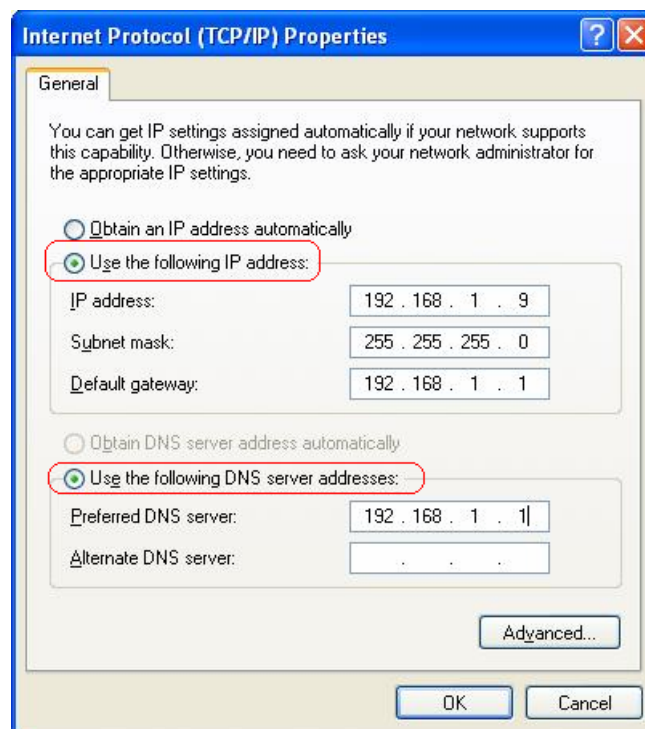 Internet Protocol (TCP/IP) Properties
General
You can get IP settings assigned automatically if your network supports
this capability. Otherwise, you need to ask your network administrator for
the appropriate IP settings.
Obtain an IP address automatically
Use the following IP address:
IP address: 192 . 168 . 1 . 9
Subnet mask: 255 . 255 . 255 . 0
Default gateway: 192 . 168 . 1 . 1
Obtain DNS server address automatically
Use the following DNS server addresses:
Preferred DNS server: 192 . 168 . 1 . 1
Alternate DNS server: . . .
Advanced...
OK Cancel